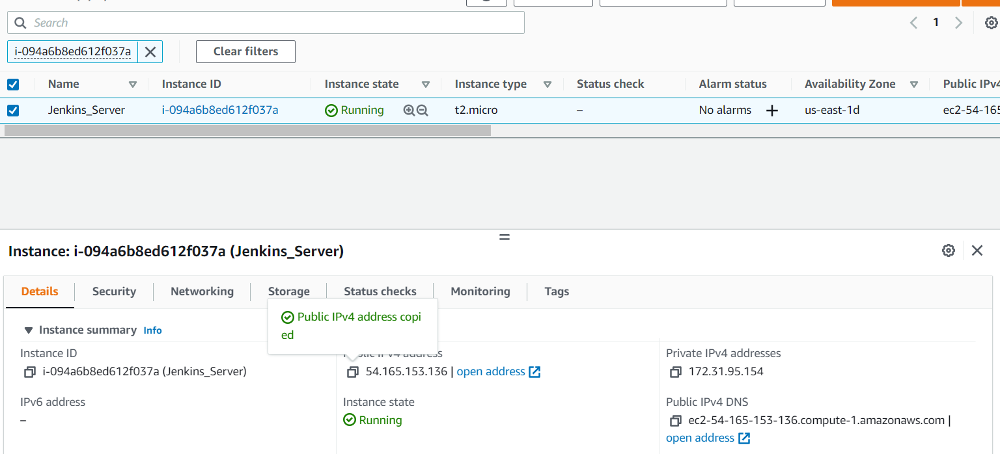 Search
1
i-094a6b8ed612f037a
Clear filters
Name Instance ID Instance state Instance type Status check Alarm status Availability Zone Public IPv4
Jenkins_Server i-094a6b8ed612f037a Running t2.micro – No alarms + us-east-1d ec2-54-165
Instance: i-094a6b8ed612f037a (Jenkins_Server)
Details Security Networking Storage Status checks Monitoring Tags
Public IPv4 address copi
ed
Instance summary Info
Instance ID Public IPv4 address Private IPv4 addresses
i-094a6b8ed612f037a (Jenkins_Server) 54.165.153.136 | open address 172.31.95.154
IPv6 address Instance state Public IPv4 DNS
– Running ec2-54-165-153-136.compute-1.amazonaws.com |
open address